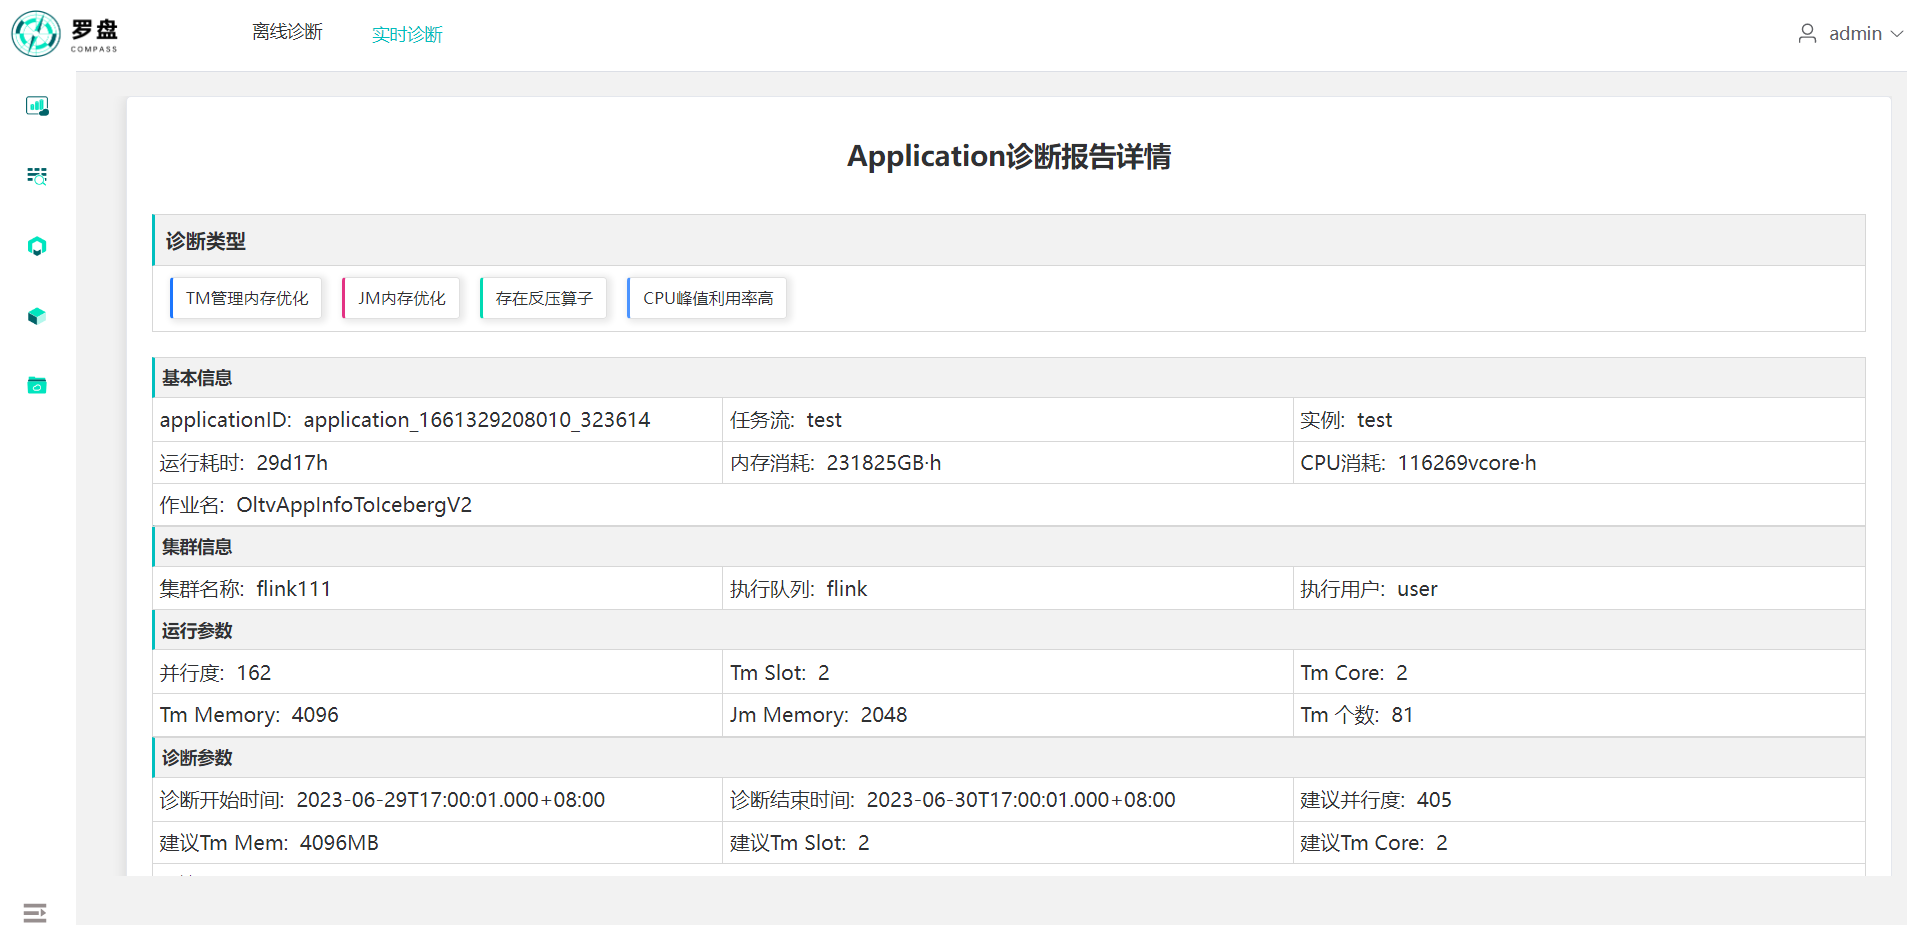 罗盘
COMPASS
离线诊断
实时诊断
admin
Application诊断报告详情
诊断类型
TM管理内存优化
JM内存优化
存在反压算子
CPU峰值利用率高
基本信息
applicationID: application_1661329208010_323614
任务流: test
实例: test
运行耗时: 29d17h
内存消耗: 231825GB·h
CPU消耗: 116269vcore·h
作业名: OltvAppInfoToIcebergV2
集群信息
集群名称: flink111
执行队列: flink
执行用户: user
运行参数
并行度: 162
Tm Slot: 2
Tm Core: 2
Tm Memory: 4096
Jm Memory: 2048
Tm 个数: 81
诊断参数
诊断开始时间: 2023-06-29T17:00:01.000+08:00
诊断结束时间: 2023-06-30T17:00:01.000+08:00
建议并行度: 405
建议Tm Mem: 4096MB
建议Tm Slot: 2
建议Tm Core: 2